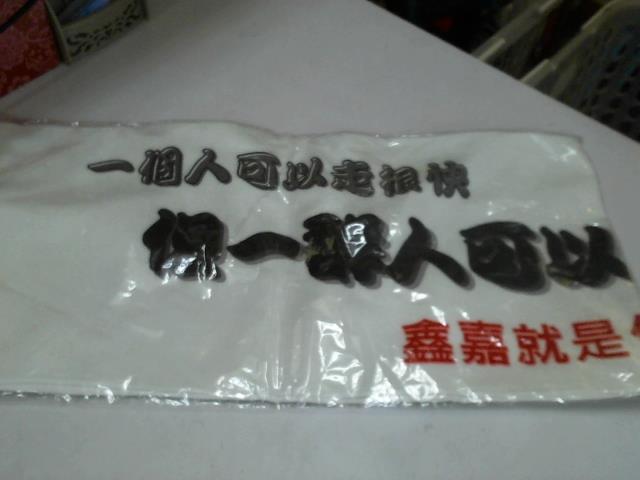 一個人可以走很快
但一群人可以
鑫嘉就是